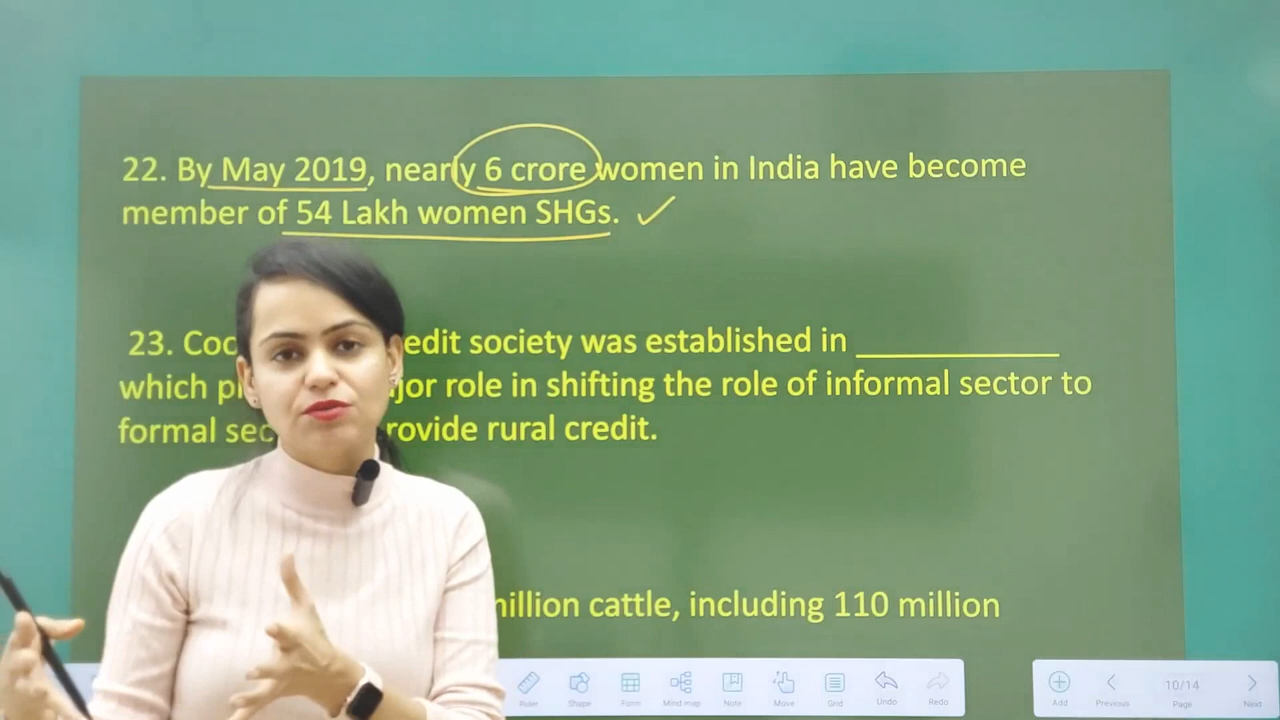 22. By May 2019, nearly 6 crore women in India have become
member of 54 Lakh women SHGs.
23. edit society was established in ____________
which jor role in shifting the role of informal sector to
formal rovide rural credit.
million cattle, including 110 million
Ruler Shape Form Mind map Note Move Grid Undo Redo
Add Previous 10/14 Page Next